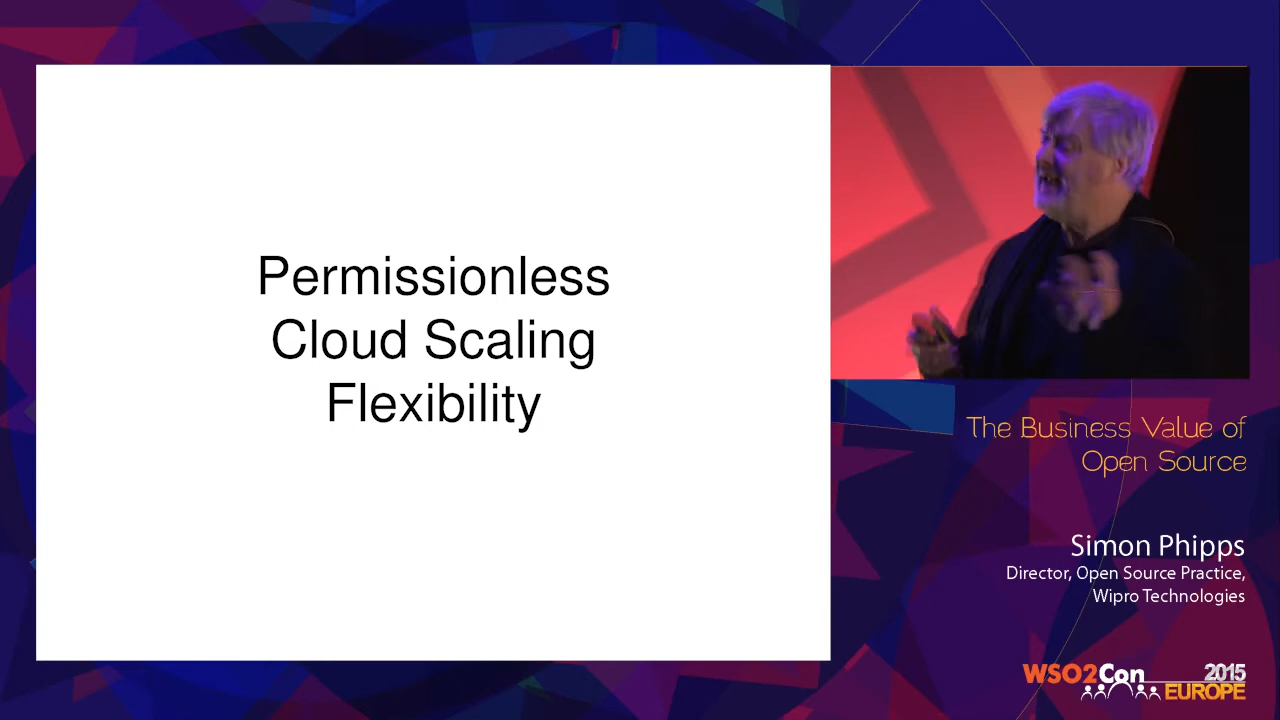 Permissionless
Cloud Scaling
Flexibility
The Business Value of
Open Source
Simon Phipps
Director, Open Source Practice,
Wipro Technologies
WSO2Con 2015
EUROPE